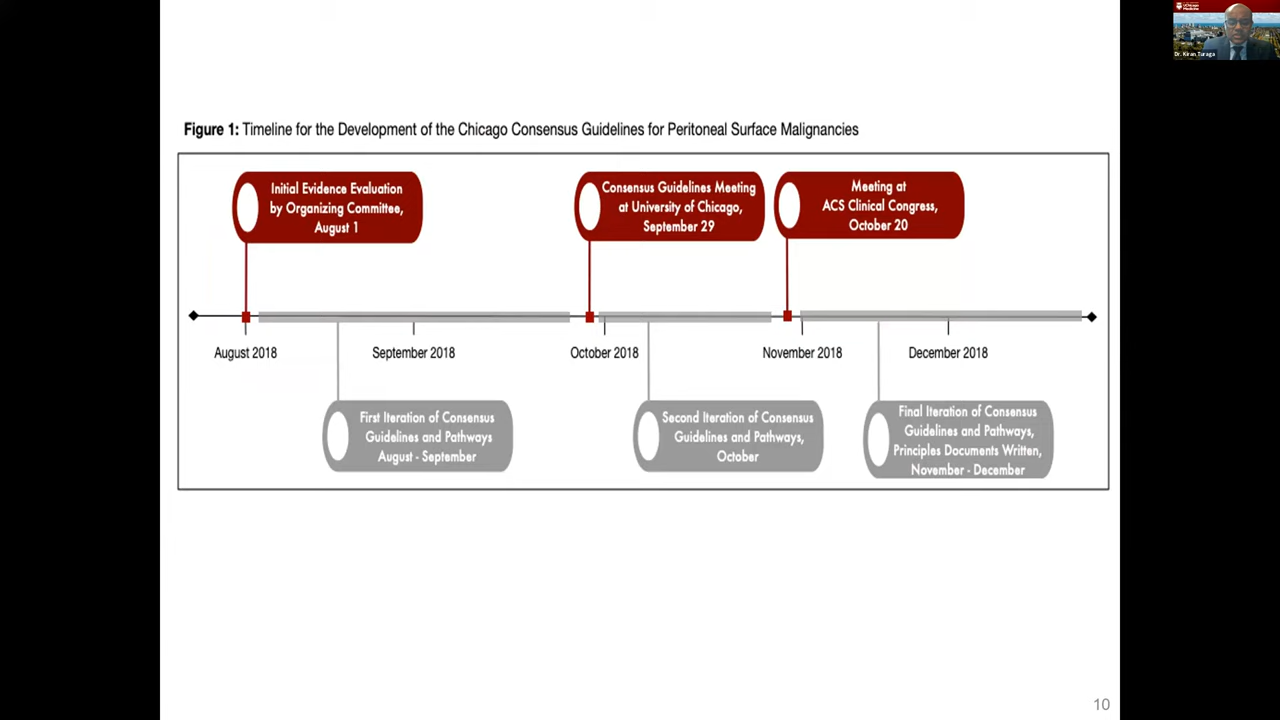 UChicago
Medicine
Dr. Kiran Turaga
Figure 1: Timeline for the Development of the Chicago Consensus Guidelines for Peritoneal Surface Malignancies
Initial Evidence Evaluation
by Organizing Committee,
August 1
Consensus Guidelines Meeting
at University of Chicago,
September 29
Meeting at
ACS Clinical Congress,
October 20
August 2018
September 2018
October 2018
November 2018
December 2018
First Iteration of Consensus
Guidelines and Pathways
August - September
Second Iteration of Consensus
Guidelines and Pathways,
October
Final Iteration of Consensus
Guidelines and Pathways,
Principles Documents Written,
November - December
10